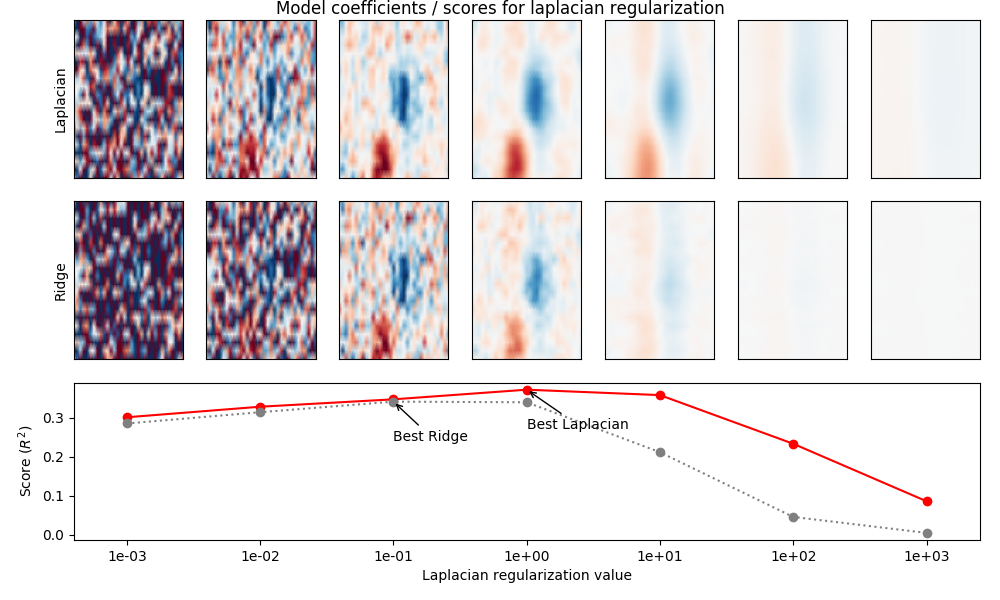 Model coefficients / scores for laplacian regularization
Laplacian
Ridge
Score (R²)
0.3
0.2
0.1
0.0
Best Ridge
Best Laplacian
1e-03 1e-02 1e-01 1e+00 1e+01 1e+02 1e+03
Laplacian regularization value